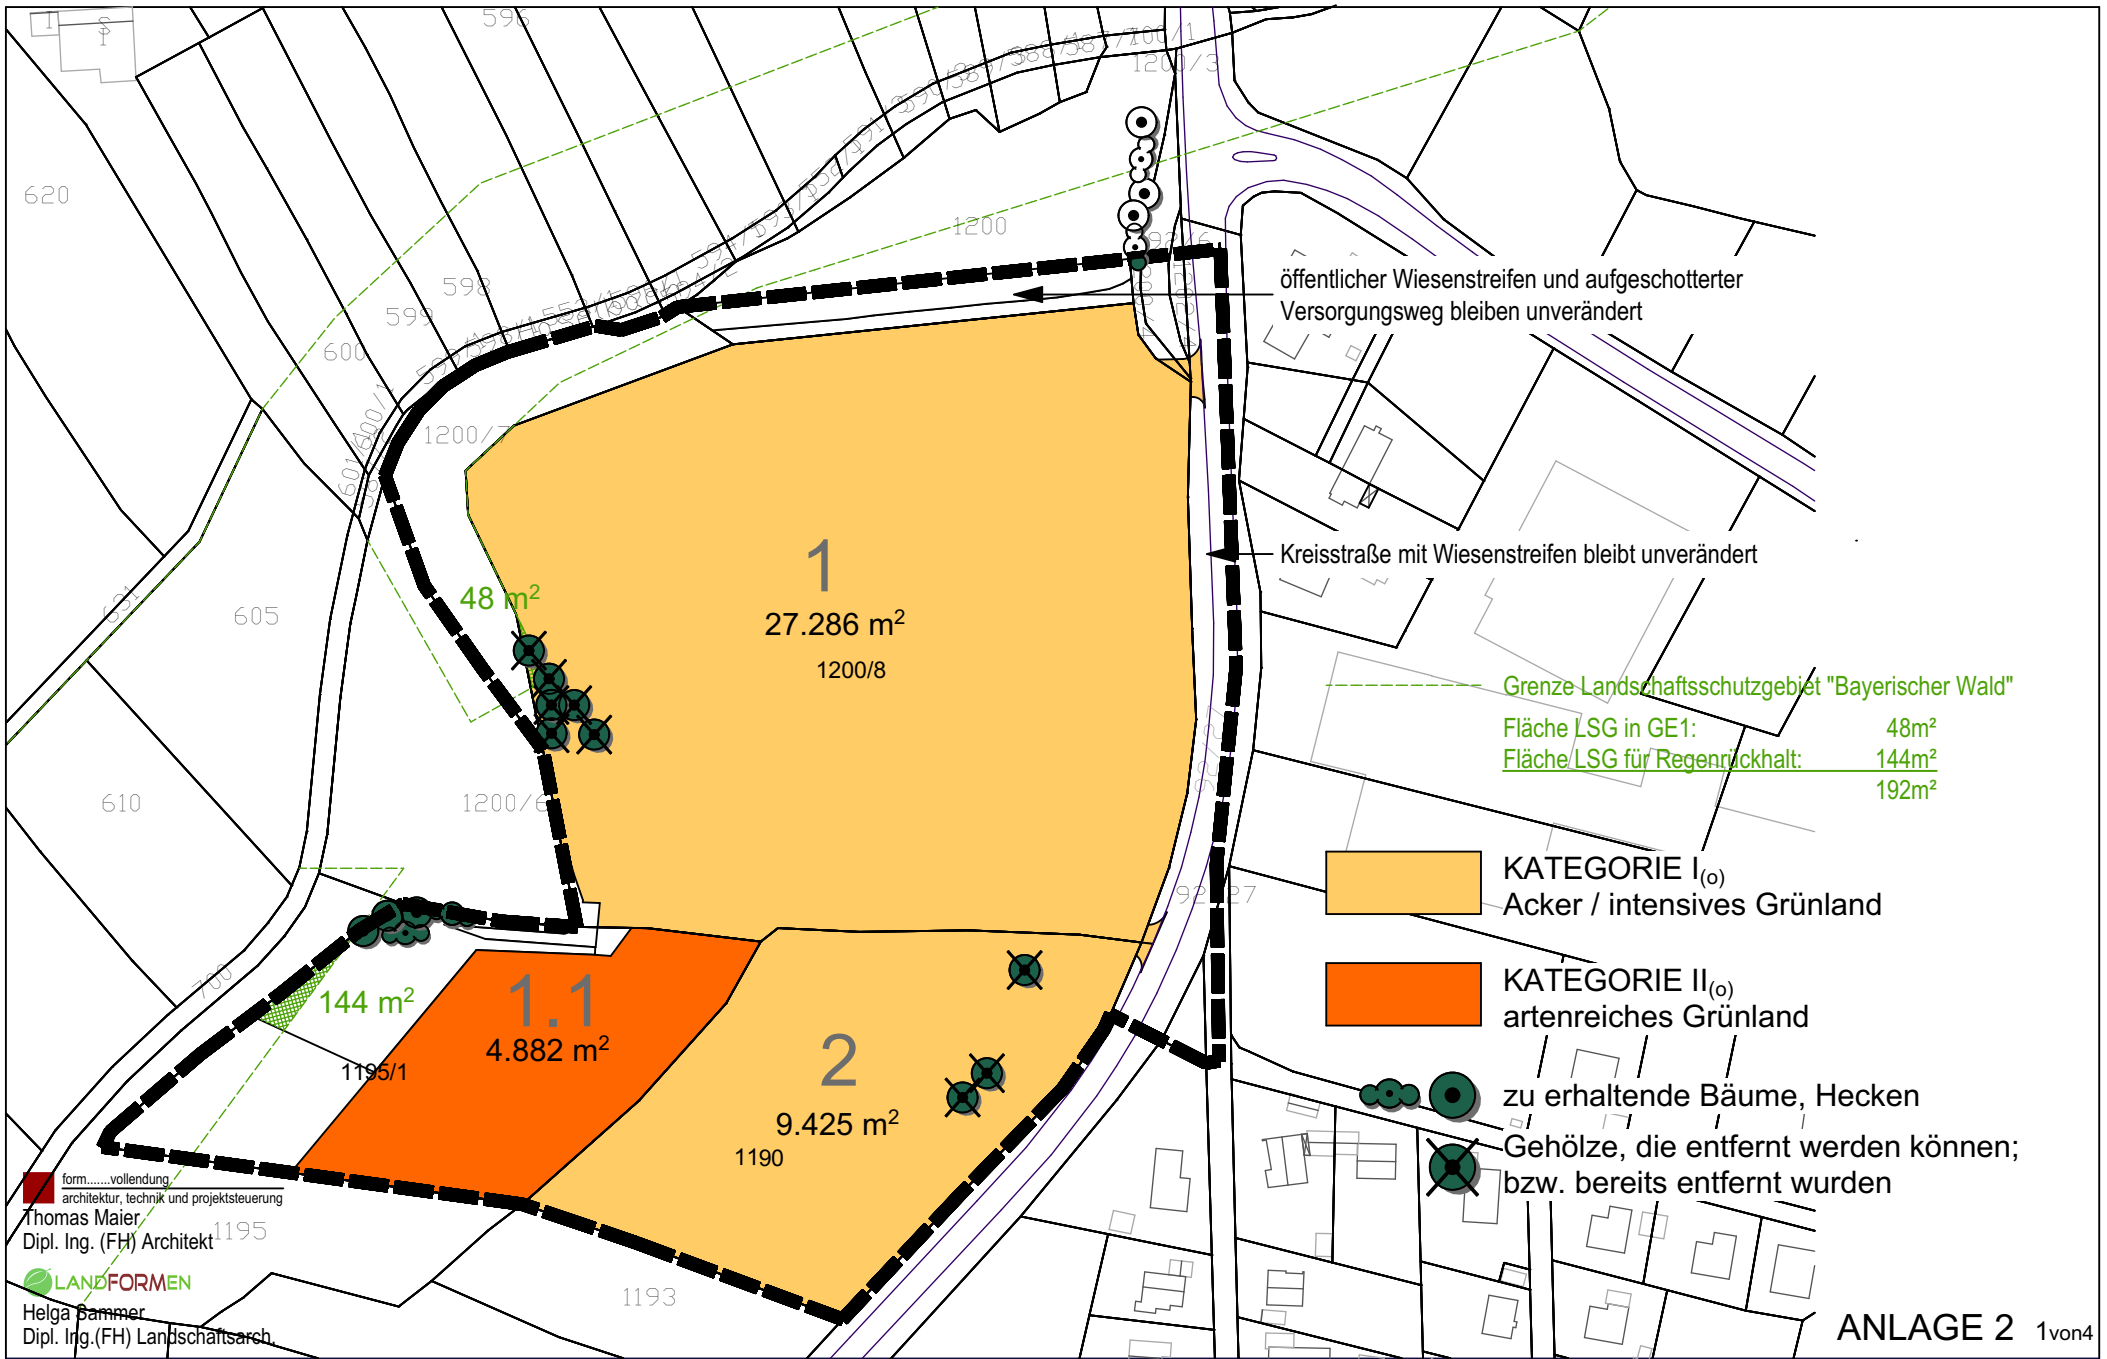 596
I
S
T
1200/3
620
1200
598
599
600
öffentlicher Wiesenstreifen und aufgeschotterter
Versorgungsweg bleiben unverändert
1200/7
1
27.286 m²
1200/8
Kreisstraße mit Wiesenstreifen bleibt unverändert
48 m²
631
605
Grenze Landschaftsschutzgebiet "Bayerischer Wald"
Fläche LSG in GE1: 48m²
Fläche LSG für Regenrückhalt: 144m²
192m²
610
1200/6
KATEGORIE I(o)
Acker / intensives Grünland
700
144 m²
1195/1
1.1
4.882 m²
2
9.425 m²
1190
KATEGORIE II(o)
artenreiches Grünland
zu erhaltende Bäume, Hecken
Gehölze, die entfernt werden können;
bzw. bereits entfernt wurden
form.......vollendung
architektur, technik und projektsteuerung
Thomas Maier
Dipl. Ing. (FH) Architekt
1195
LANDFORMEN
Helga Sammer
Dipl. Ing.(FH) Landschaftsarch.
1193
ANLAGE 2 1von4